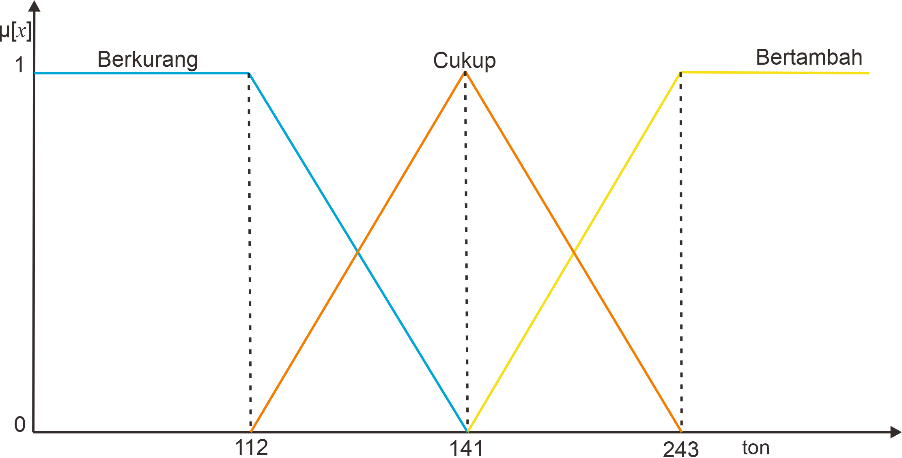 μ[x]
1
Berkurang
Cukup
Bertambah
0
112
141
243
ton